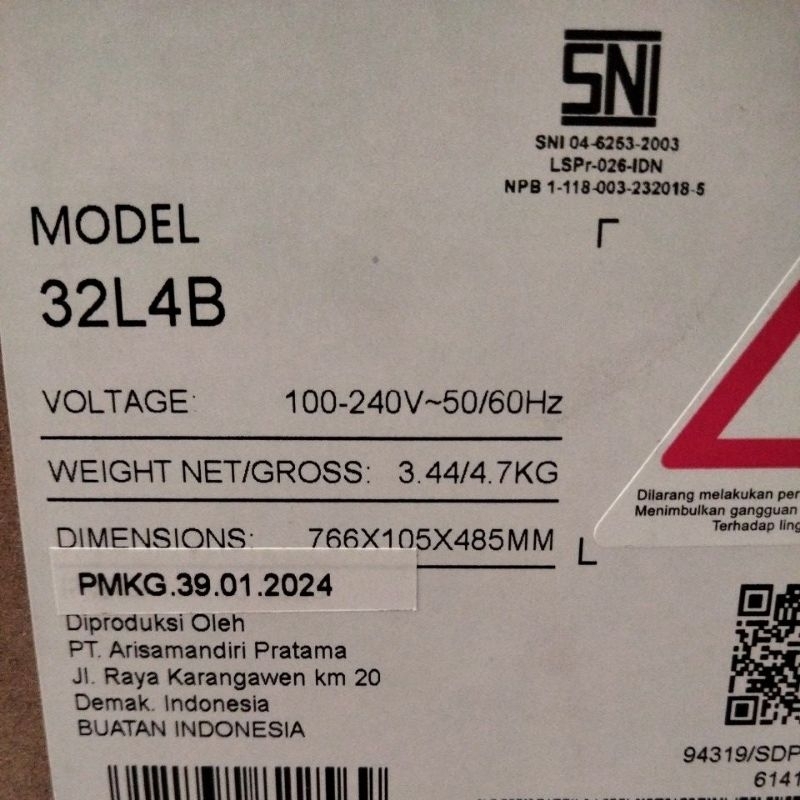 SNI
SNI 04-6253-2003
LSPr-026-IDN
NPB 1-118-003-232018-5
MODEL
32L4B
VOLTAGE: 100-240V~50/60Hz
WEIGHT NET/GROSS: 3.44/4.7KG
DIMENSIONS: 766X105X485MM
PMKG.39.01.2024
Diproduksi Oleh
PT. Arisamandiri Pratama
Jl. Raya Karangawen km 20
Demak. Indonesia
BUATAN INDONESIA
Dilarang melakukan per
Menimbulkan gangguan
Terhadap ling
94319/SDP
6141